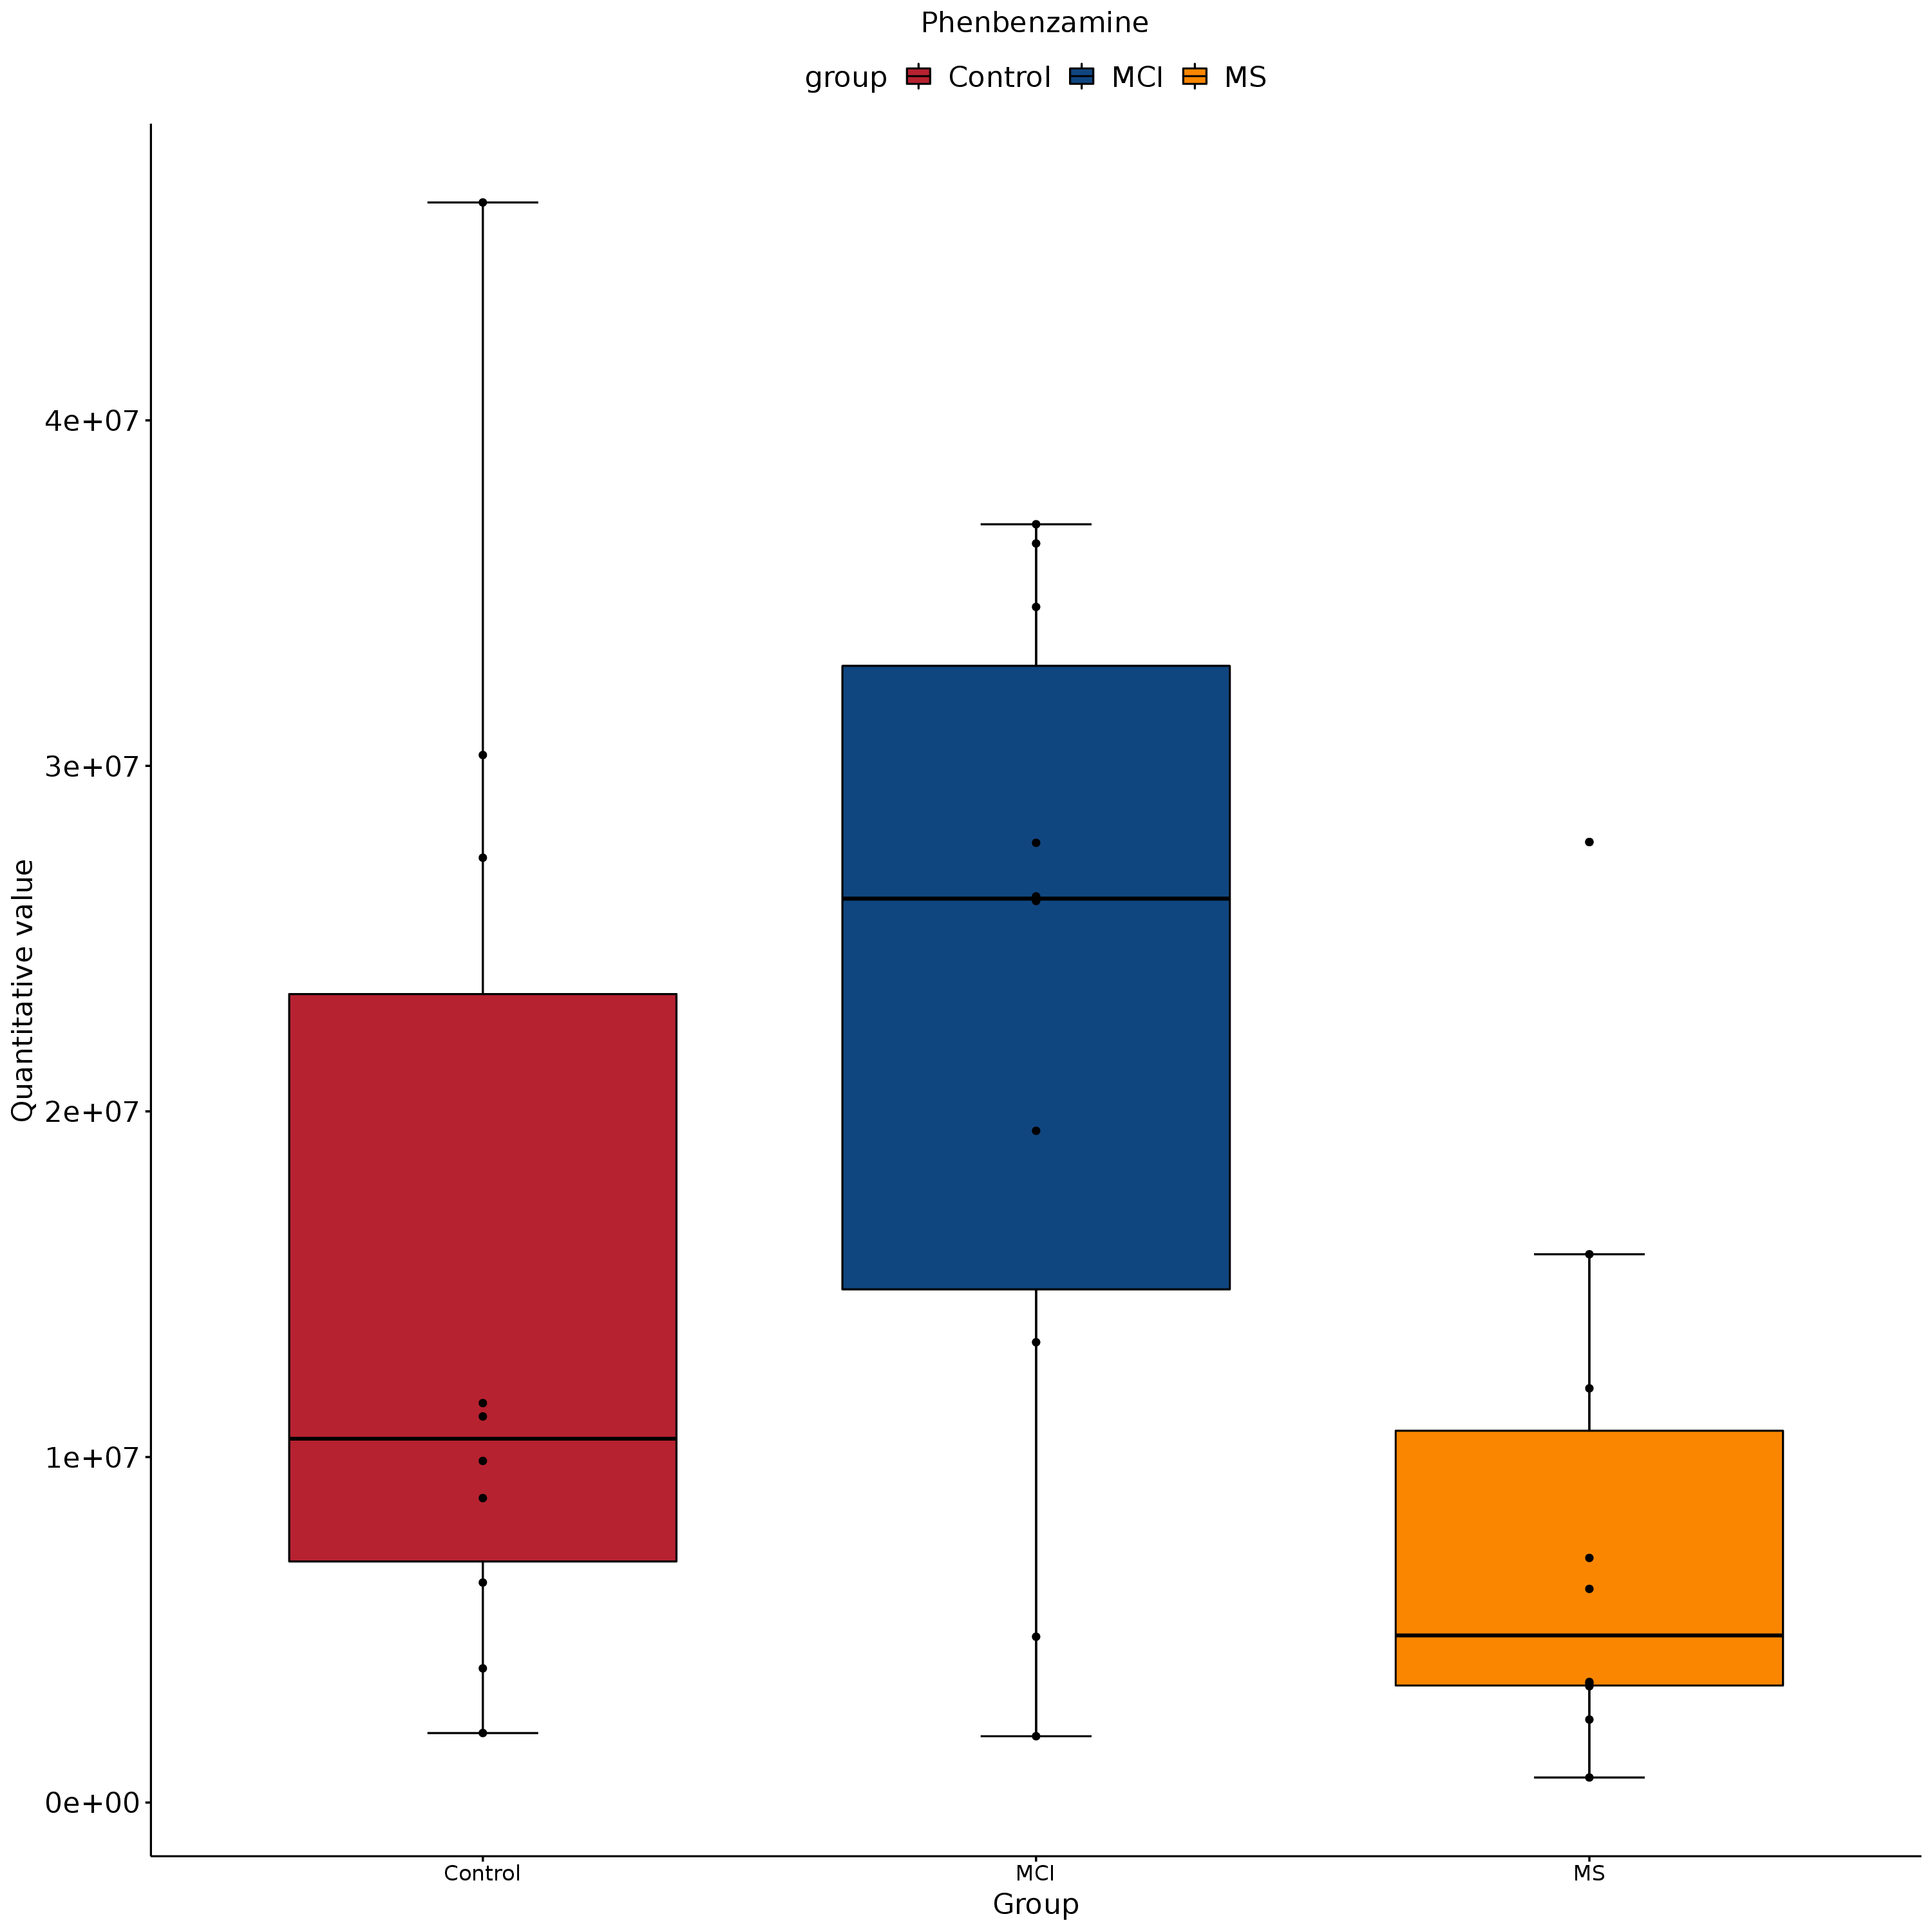 Phenbenzamine
group Control MCI MS
Quantitative value
4e+07
3e+07
2e+07
1e+07
0e+00
Control MCI MS
Group